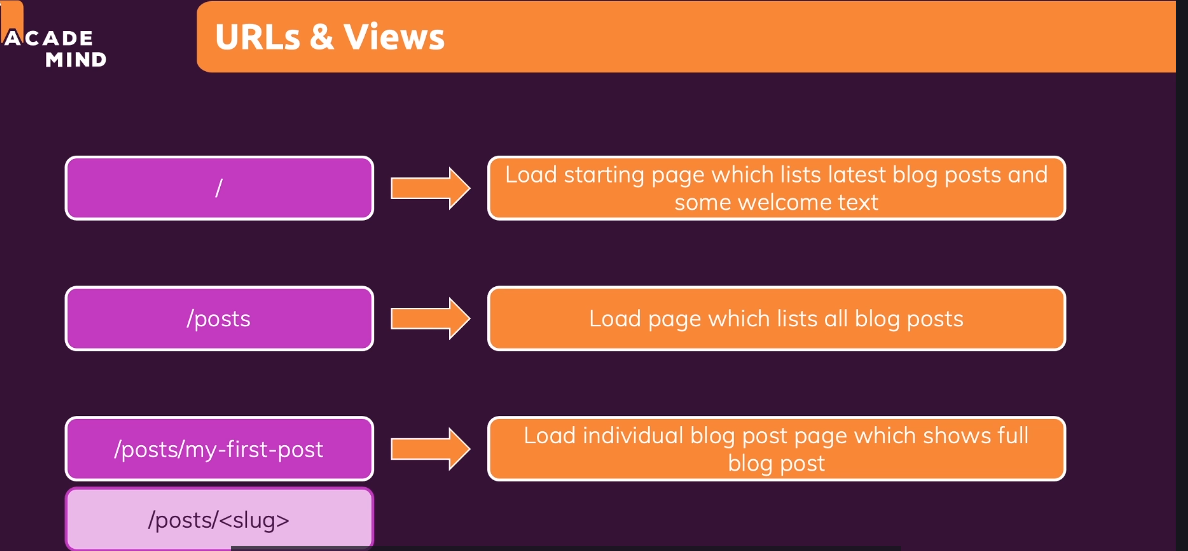 ACADE
MIND
URLs & Views
/
Load starting page which lists latest blog posts and
some welcome text
/posts
Load page which lists all blog posts
/posts/my-first-post
Load individual blog post page which shows full
blog post
/posts/<slug>